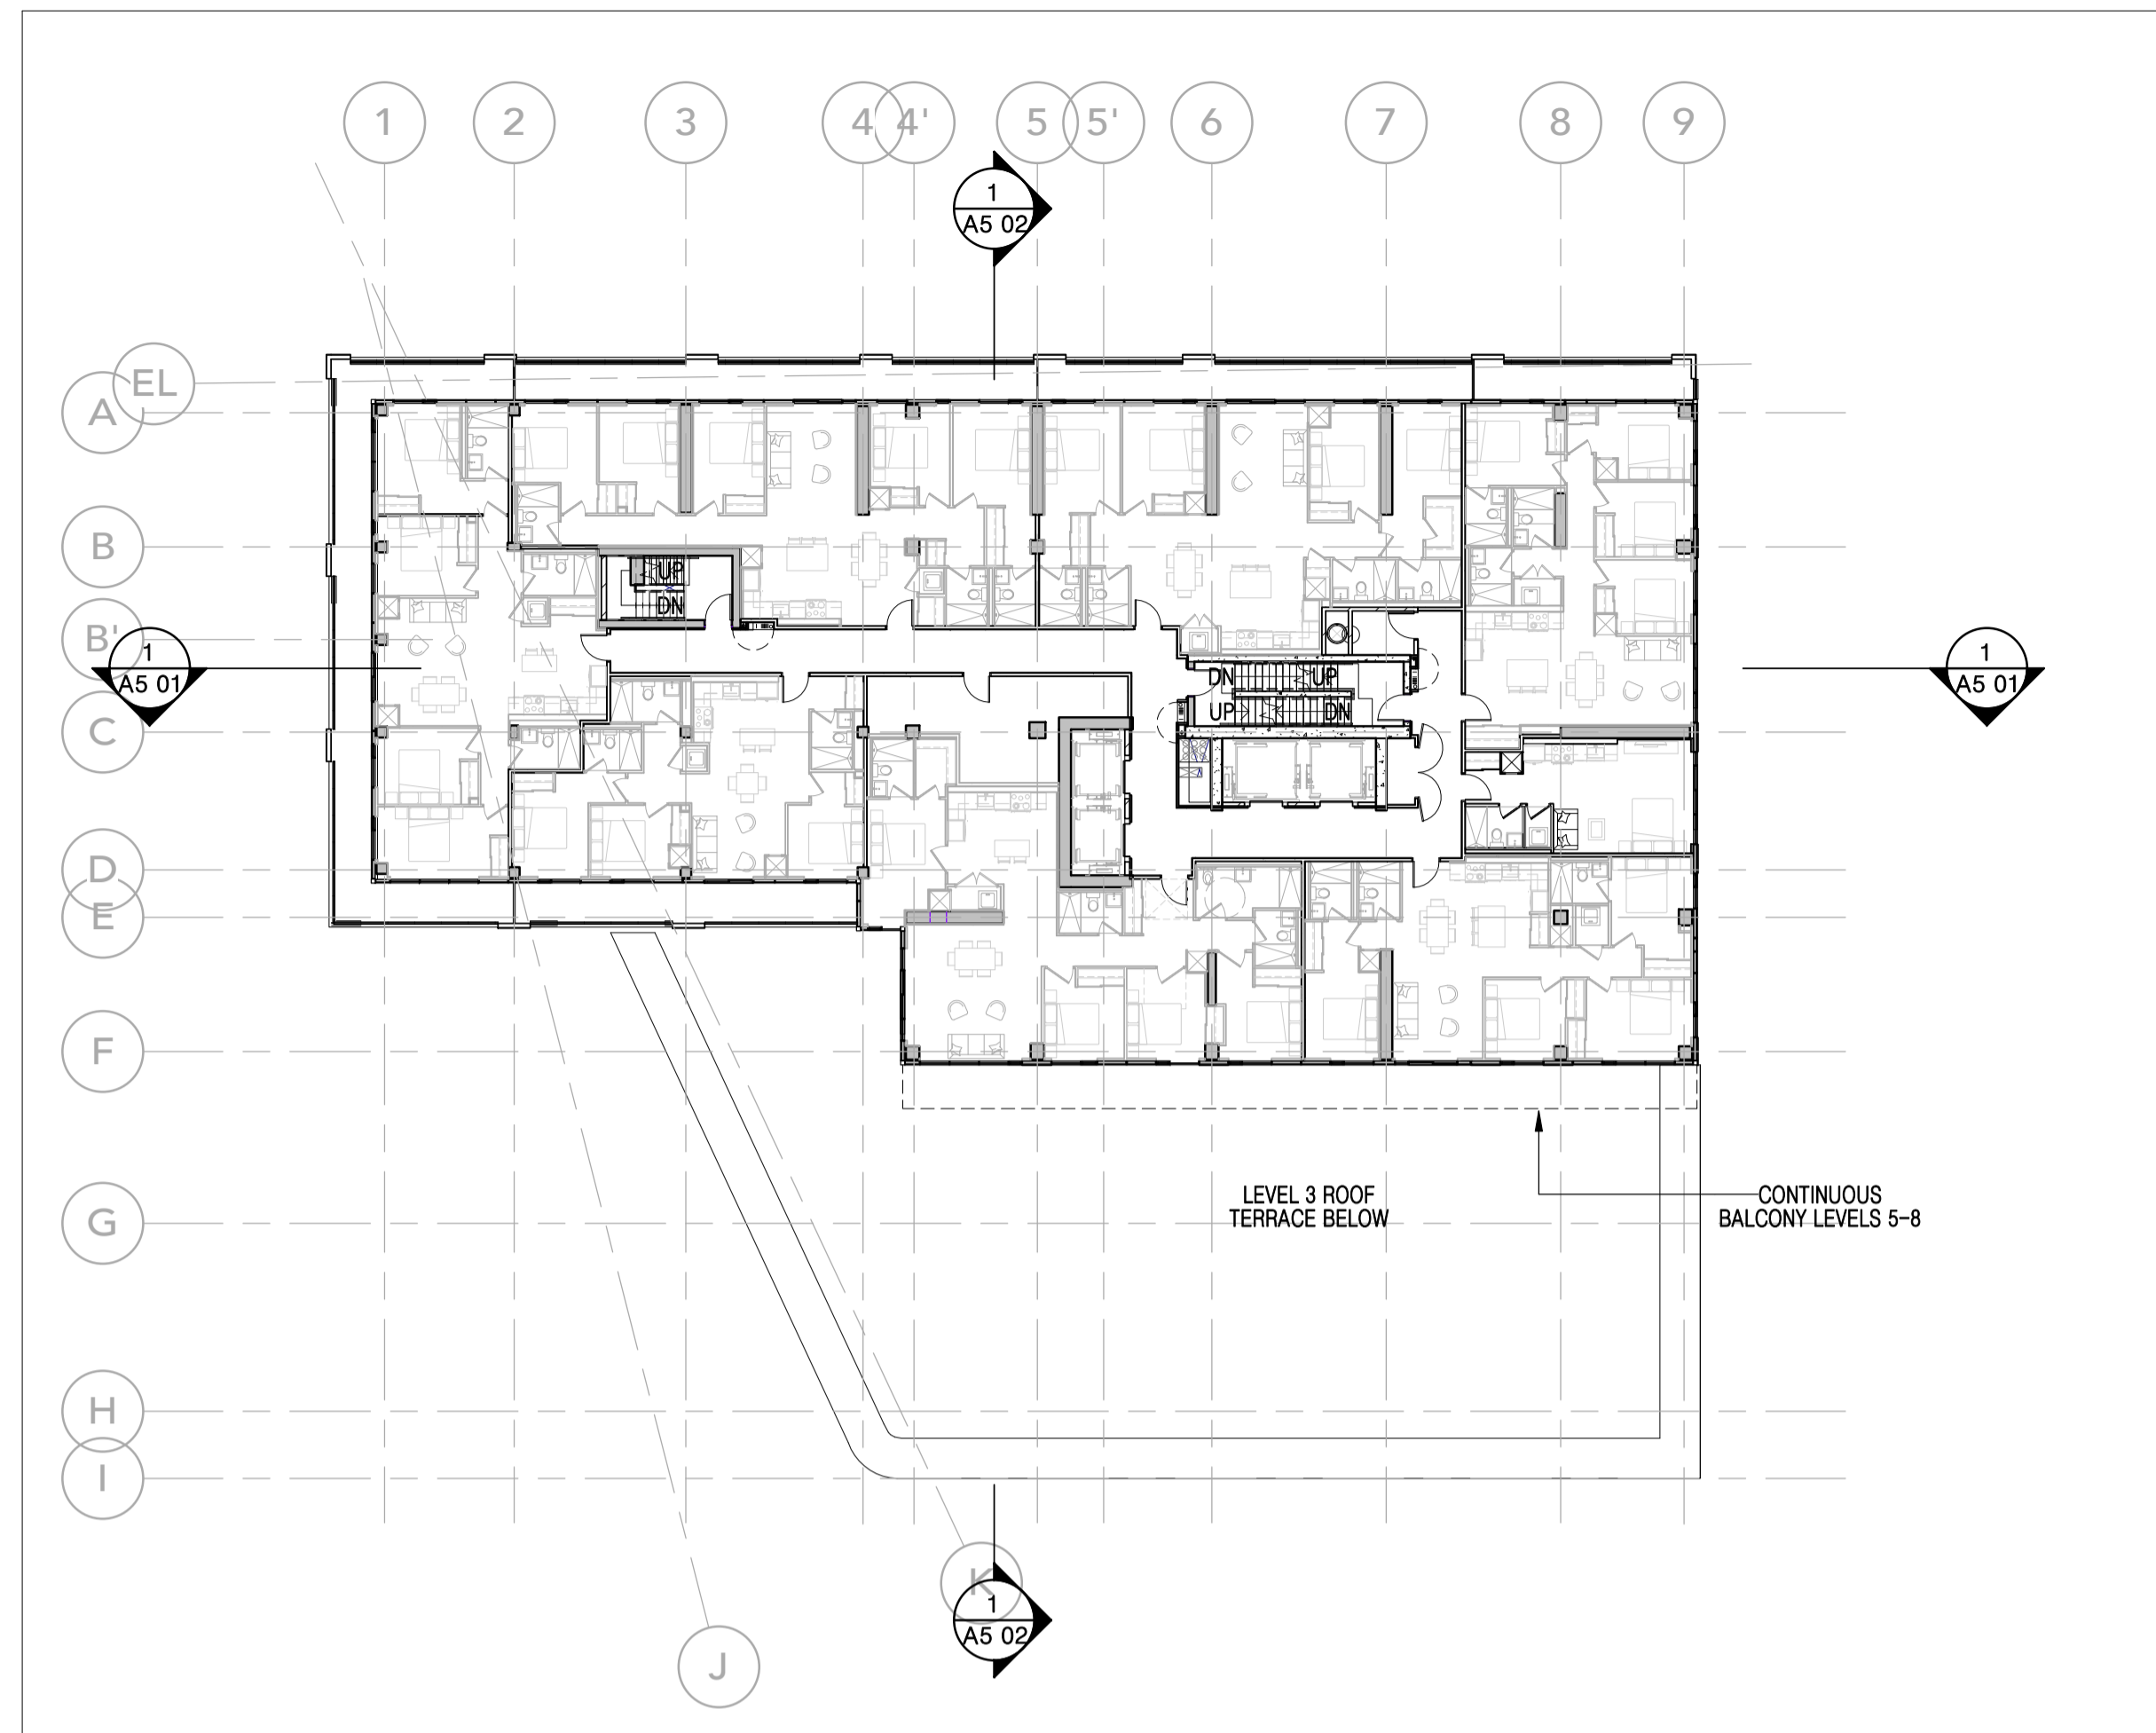 1 2 3 4 4' 5 5' 6 7 8 9
1
A5 02
EL
A
B
UP
DN
B'
1
A5 01
1
A5 01
DN UP
UP DN
C
D
E
F
LEVEL 3 ROOF
TERRACE BELOW
CONTINUOUS
BALCONY LEVELS 5-8
G
H
I
K
1
A5 02
J